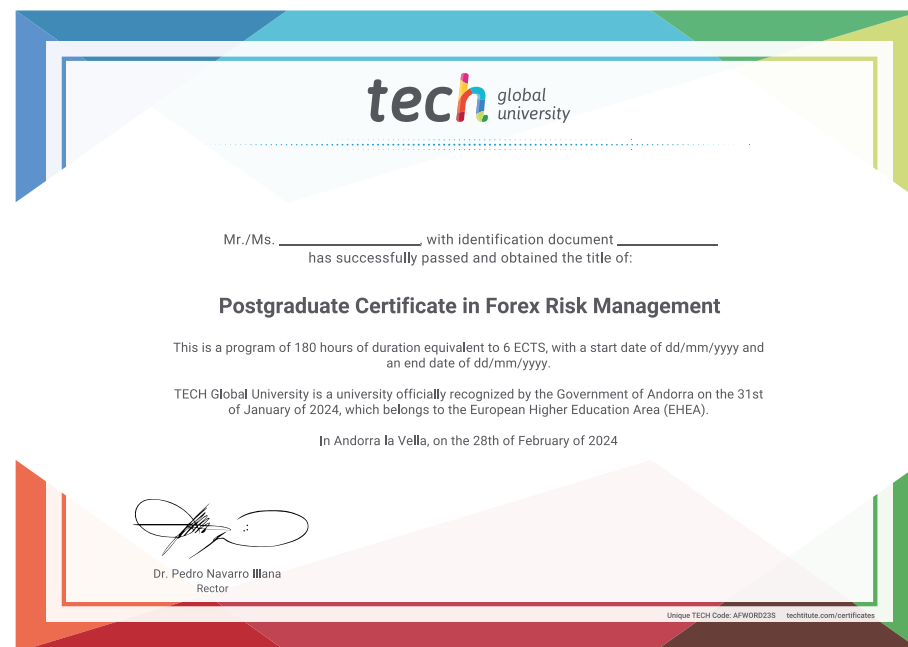 tech global university
Mr./Ms. ______________, with identification document __________
has successfully passed and obtained the title of:
Postgraduate Certificate in Forex Risk Management
This is a program of 180 hours of duration equivalent to 6 ECTS, with a start date of dd/mm/yyyy and
an end date of dd/mm/yyyy.
TECH Global University is a university officially recognized by the Government of Andorra on the 31st
of January of 2024, which belongs to the European Higher Education Area (EHEA).
In Andorra la Vella, on the 28th of February of 2024
Dr. Pedro Navarro Illana
Rector
Unique TECH Code: AFWORD23S techtitute.com/certificates